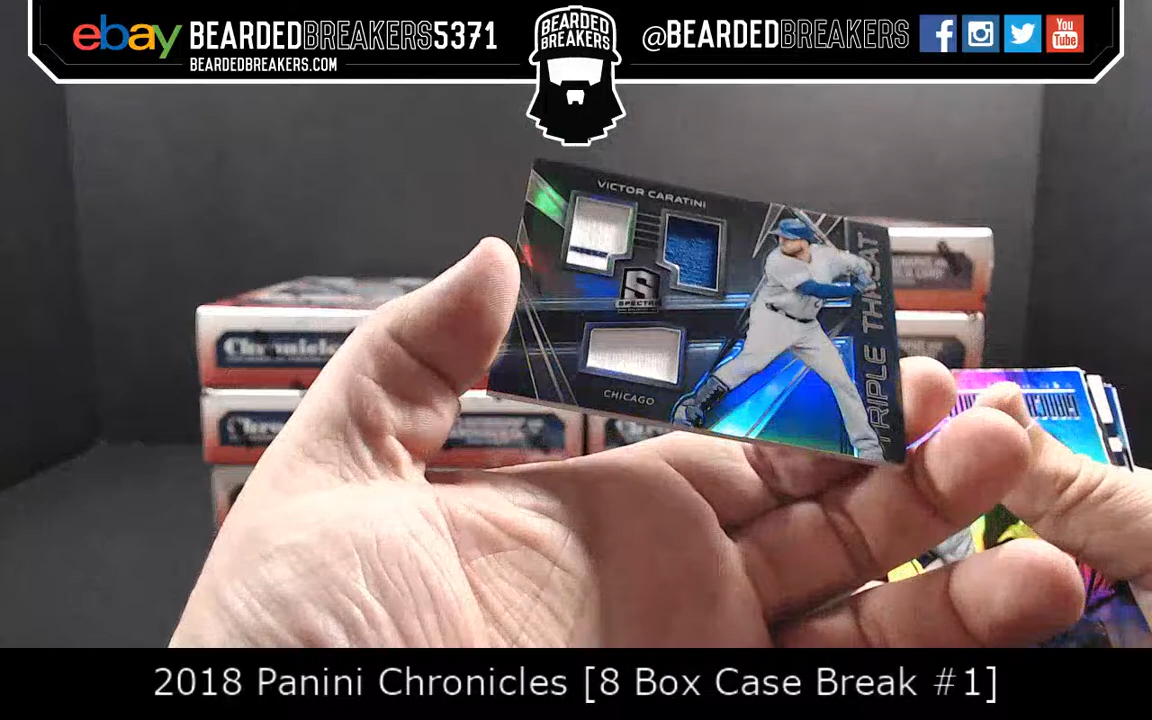 ebay BEARDEDBREAKERS5371
BEARDEDBREAKERS.COM
BEARDED
BREAKERS
@BEARDEDBREAKERS
You
Tube
VICTOR CARATINI
S
SPECTRA
CHICAGO
TRIPLE THREAT
Chronicles
2018 Panini Chronicles [8 Box Case Break #1]